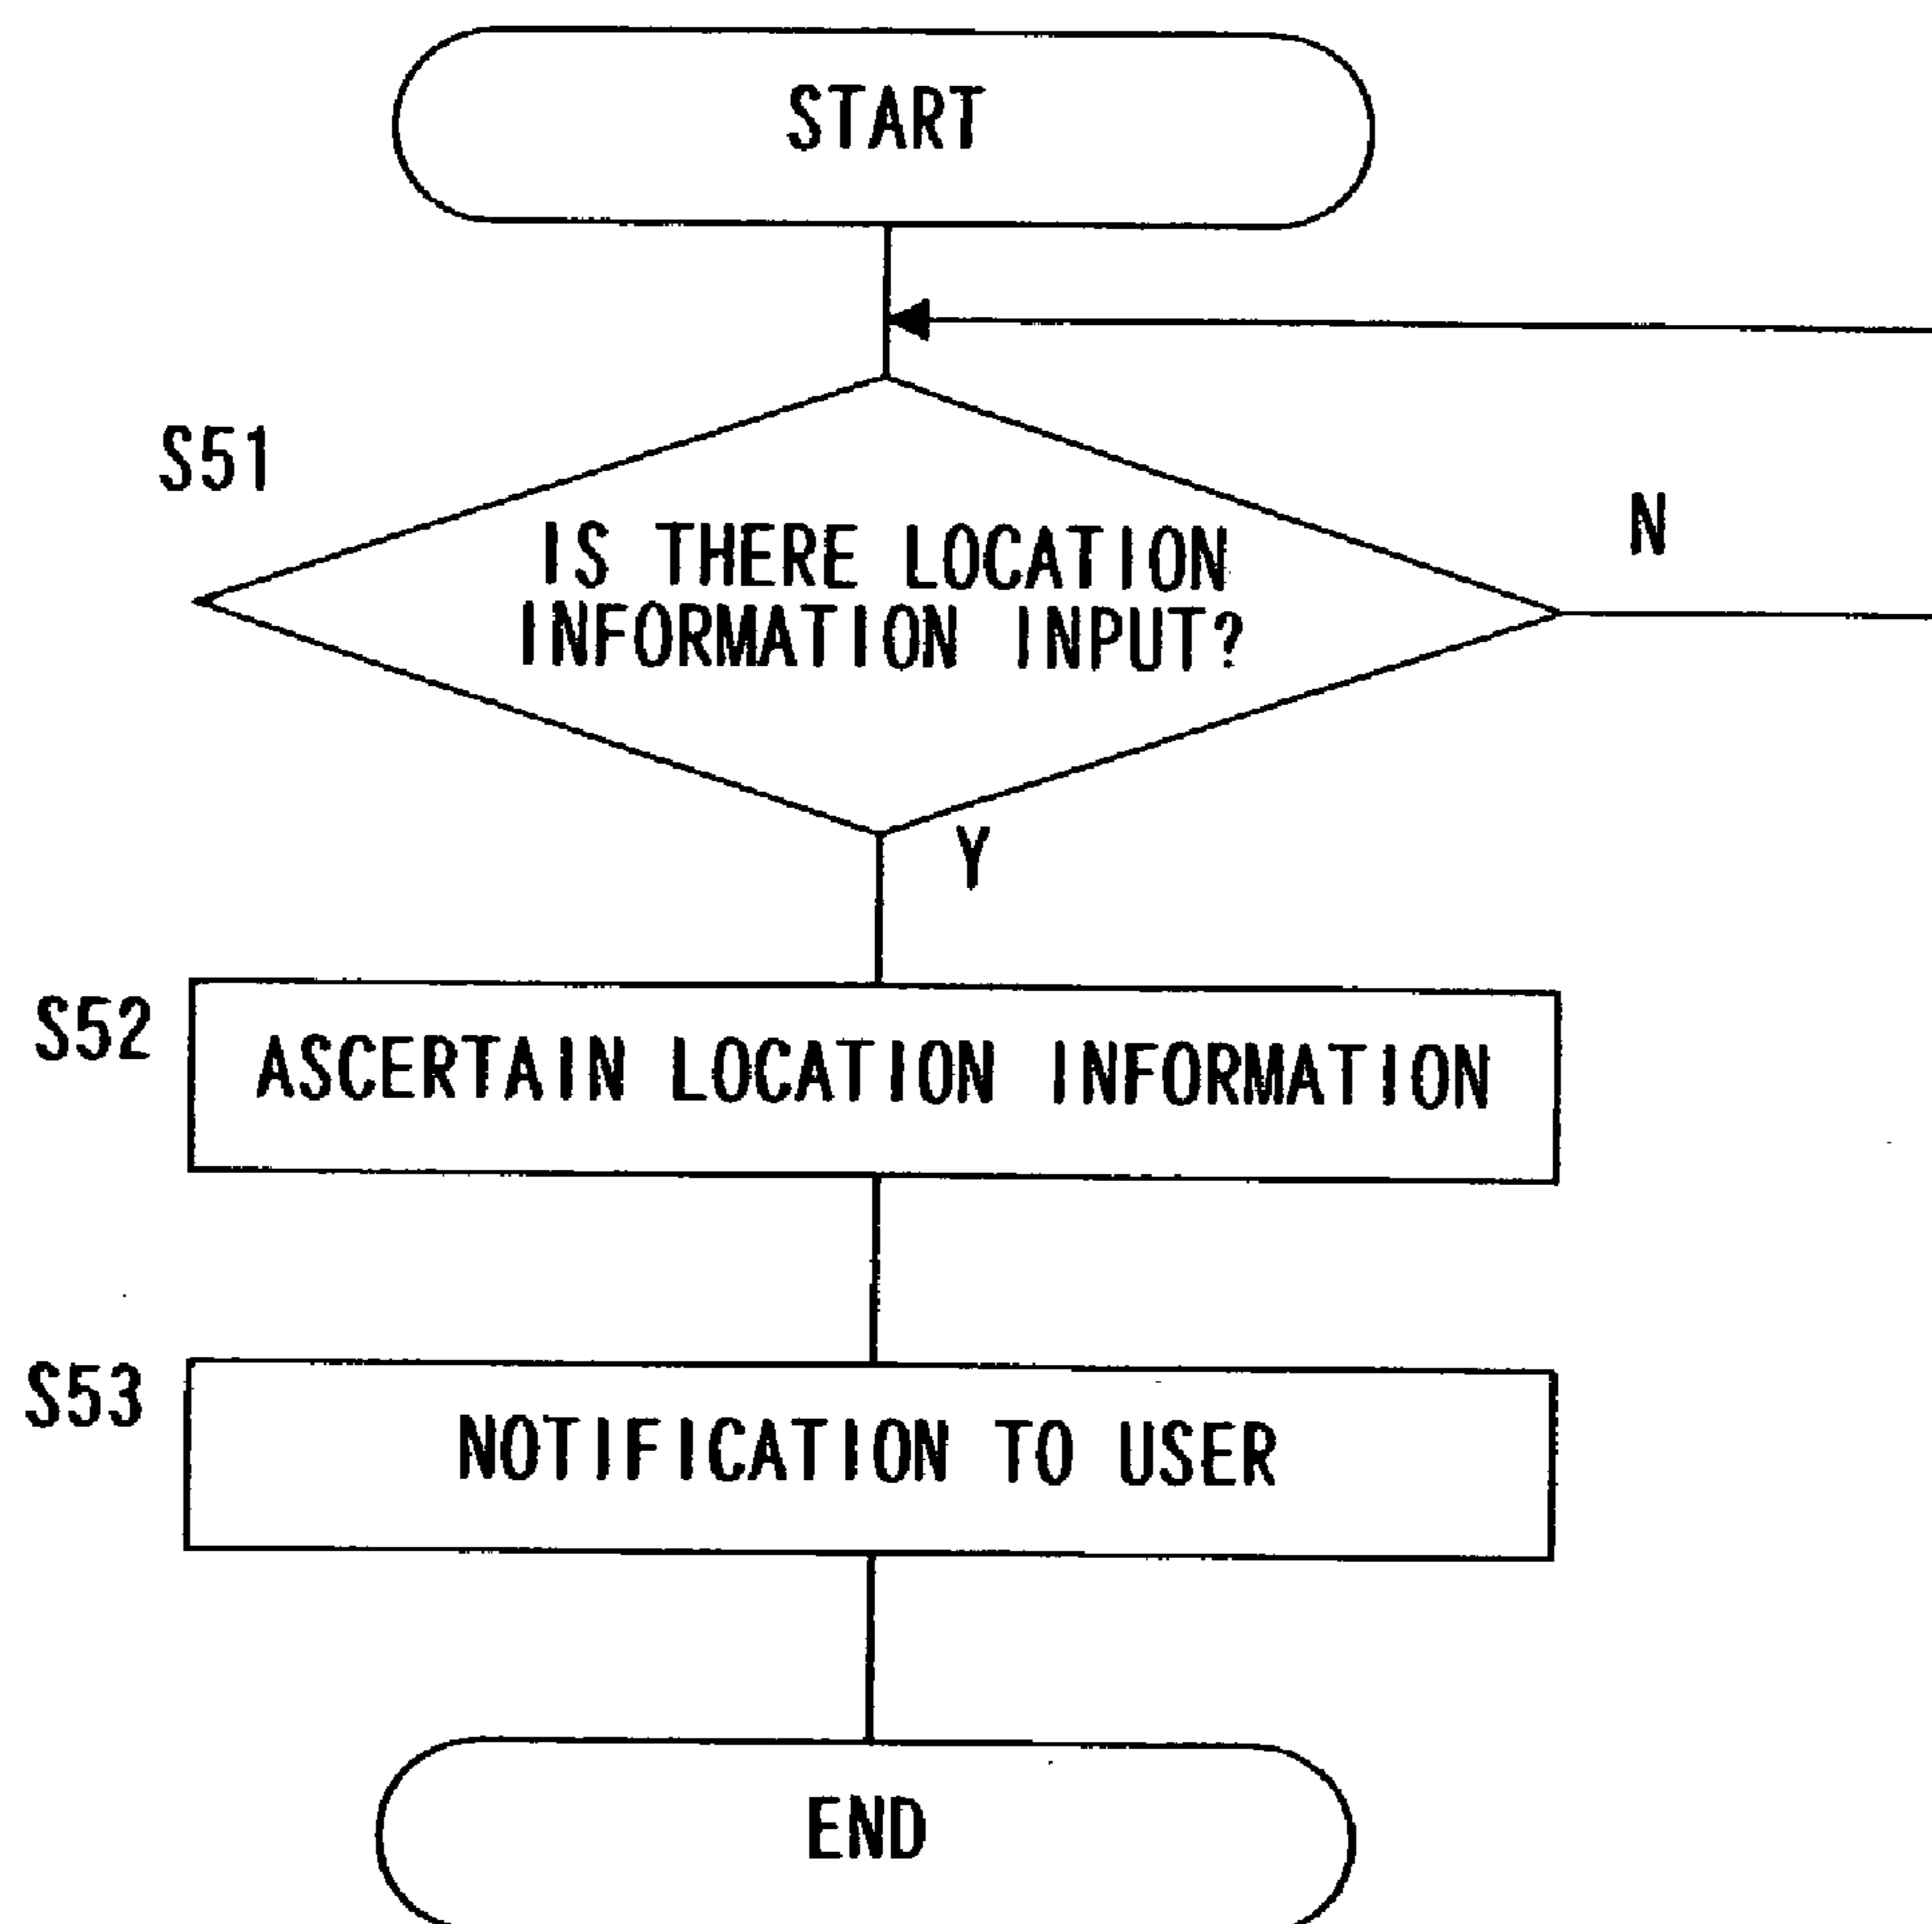 START
S51
IS THERE LOCATION
INFORMATION INPUT?
N
Y
S52
ASCERTAIN LOCATION INFORMATION
S53
NOTIFICATION TO USER
END